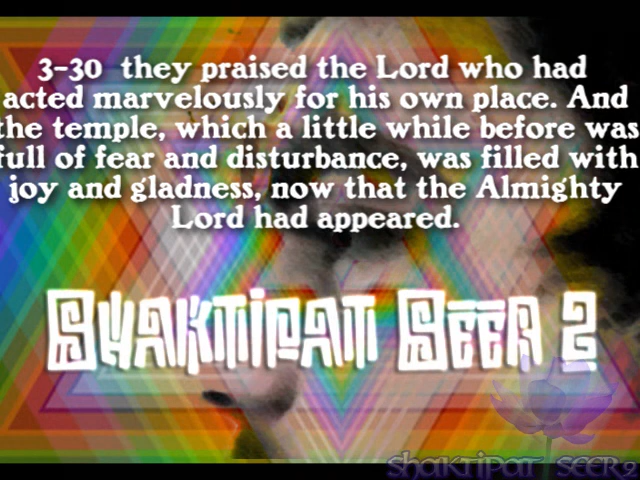 3-30 they praised the Lord who had
acted marvelously for his own place. And
the temple, which a little while before was
full of fear and disturbance, was filled with
joy and gladness, now that the Almighty
Lord had appeared.
Shaktipat Seer 2
Shaktipat Seer2